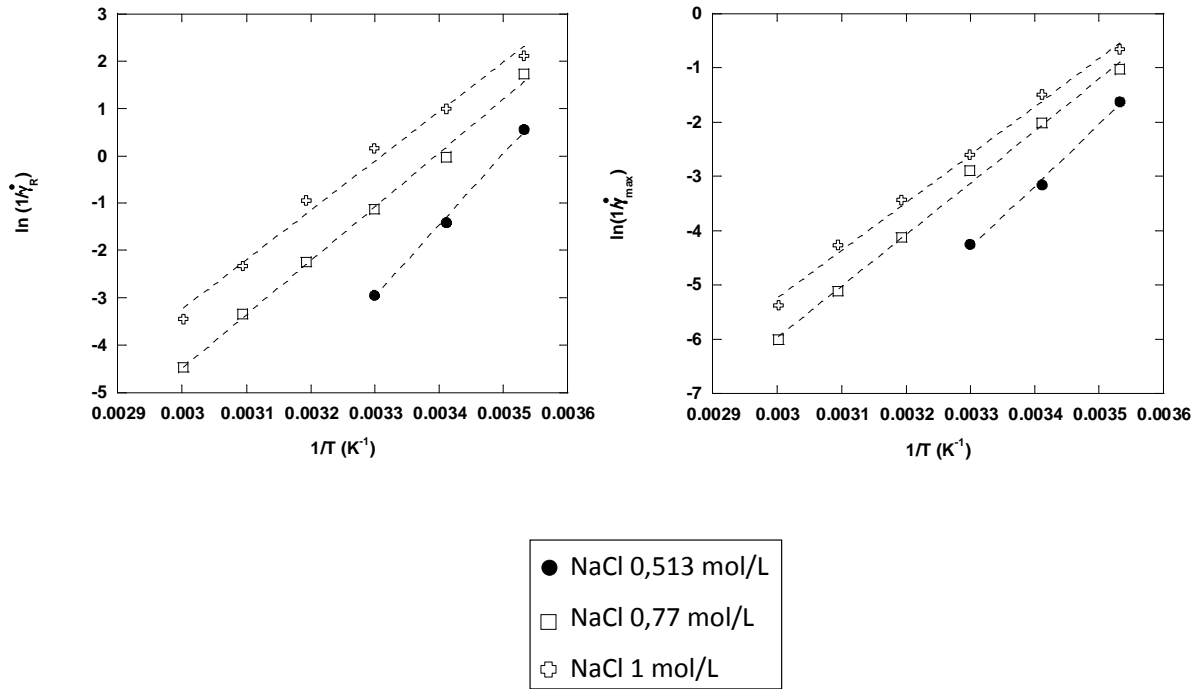 ln (1/γ̇R)
3
2
1
0
-1
-2
-3
-4
-5
0.0029 0.003 0.0031 0.0032 0.0033 0.0034 0.0035 0.0036
1/T (K⁻¹)
ln(1/γ̇max)
0
-1
-2
-3
-4
-5
-6
-7
0.0029 0.003 0.0031 0.0032 0.0033 0.0034 0.0035 0.0036
1/T (K⁻¹)
NaCl 0,513 mol/L
NaCl 0,77 mol/L
NaCl 1 mol/L